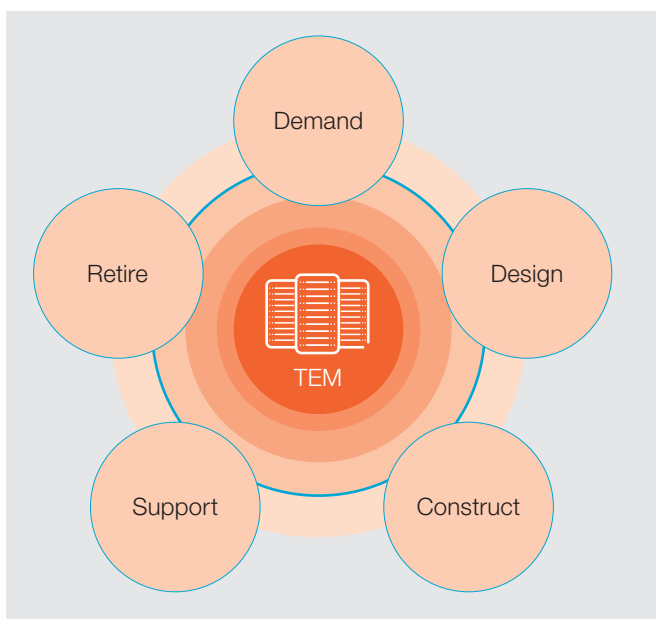 Demand
Retire
Design
TEM
Support
Construct